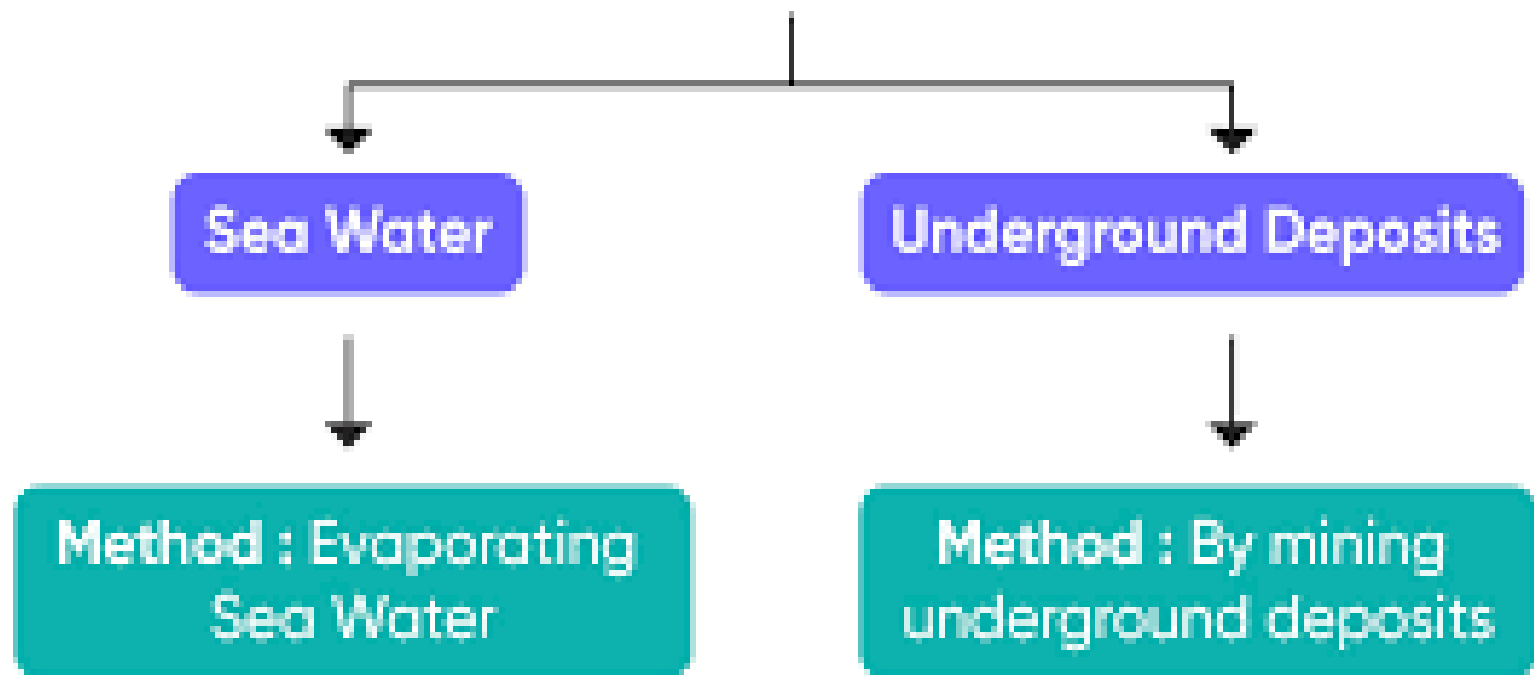 Sea Water
Underground Deposits
Method : Evaporating
Sea Water
Method : By mining
underground deposits